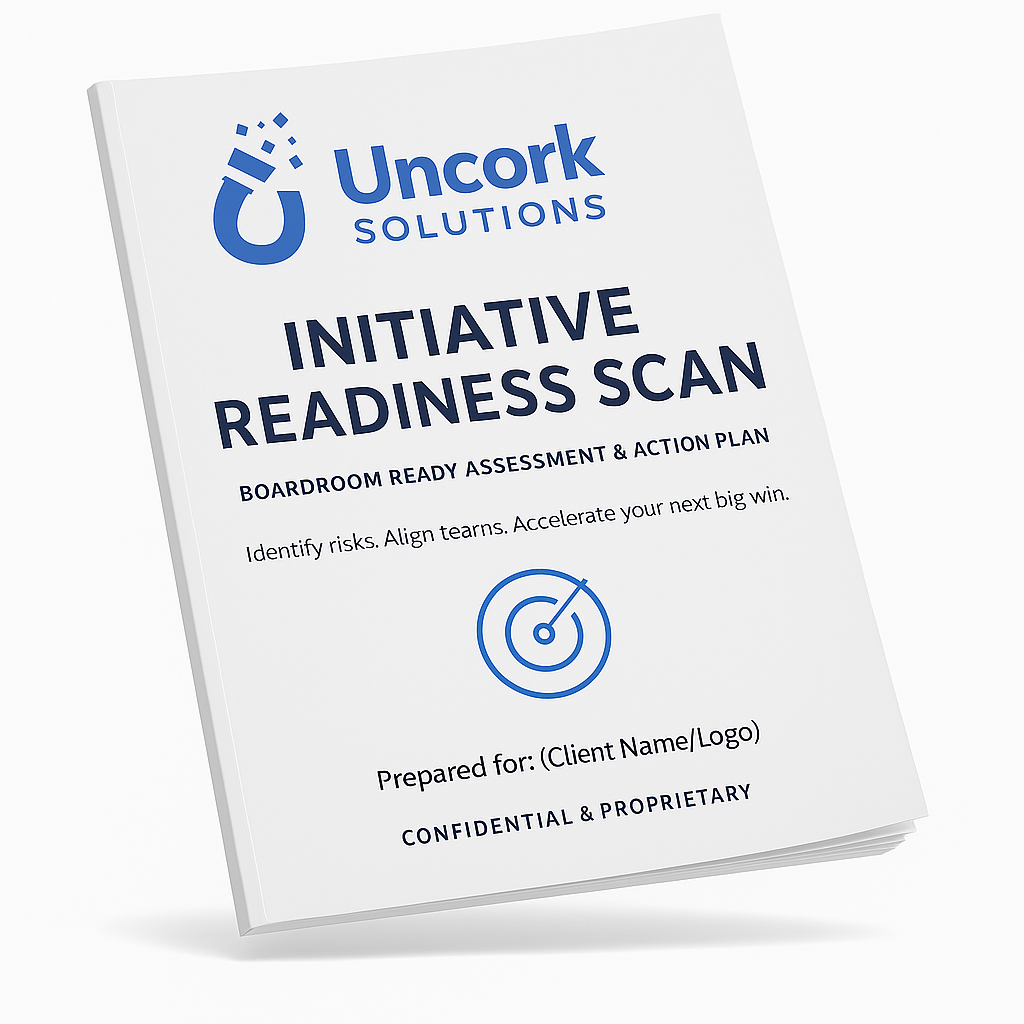 Uncork
SOLUTIONS
INITIATIVE
READINESS SCAN
BOARDROOM READY ASSESSMENT & ACTION PLAN
Identify risks. Align tearns. Accelerate your next big win.
Prepared for: (Client Name/Logo)
CONFIDENTIAL & PROPRIETARY